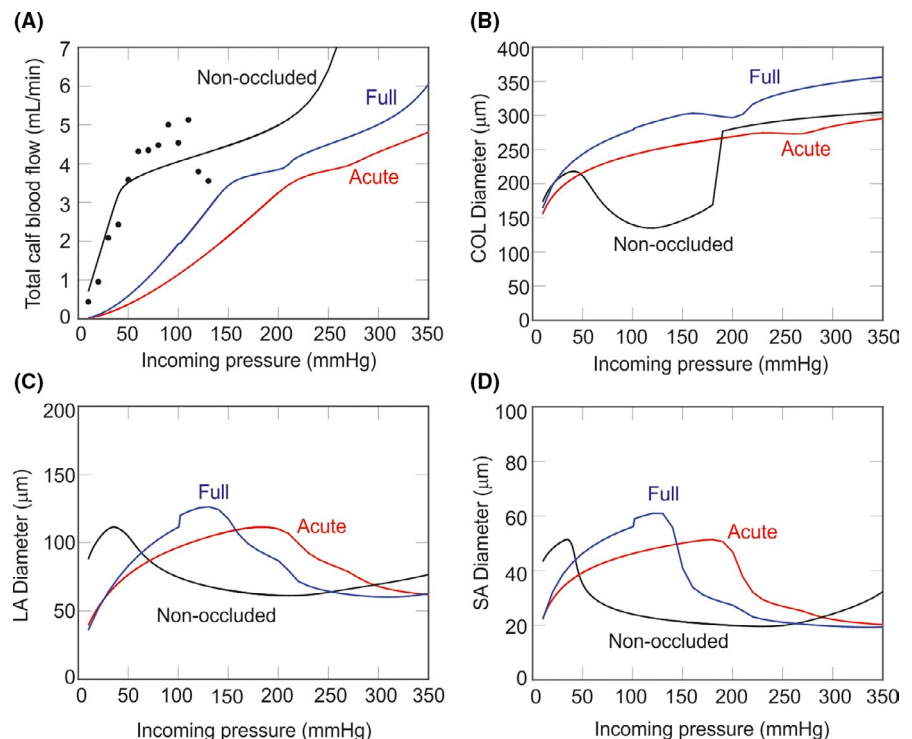 (A)
Total calf blood flow (mL/min)
7
6
5
4
3
2
1
0
Non-occluded
Full
Acute
0 50 100 150 200 250 300 350
Incoming pressure (mmHg)
(B)
COL Diameter (μm)
400
350
300
250
200
150
100
50
0
Full
Acute
Non-occluded
0 50 100 150 200 250 300 350
Incoming pressure (mmHg)
(C)
LA Diameter (μm)
200
150
100
50
0
Full
Acute
Non-occluded
0 50 100 150 200 250 300 350
Incoming pressure (mmHg)
(D)
SA Diameter (μm)
100
80
60
40
20
0
Full
Acute
Non-occluded
0 50 100 150 200 250 300 350
Incoming pressure (mmHg)